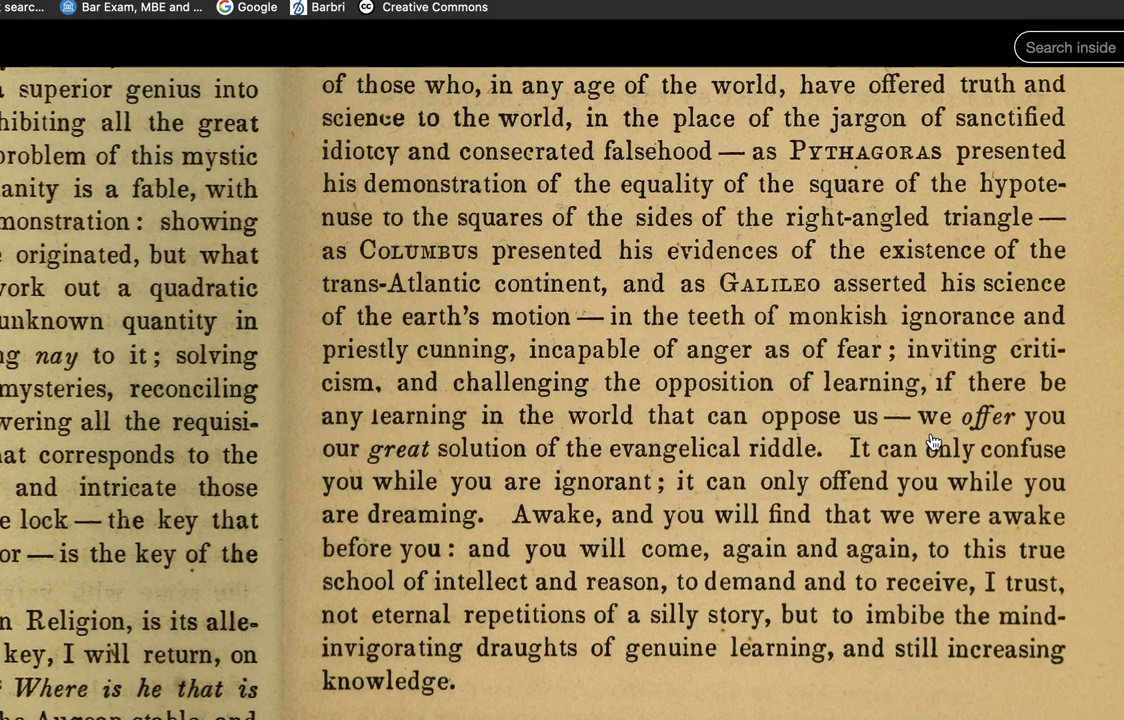 searc...
Bar Exam, MBE and ...
Google
Barbri
Creative Commons
Search inside
superior genius into
hibiting all the great
problem of this mystic
anity is a fable, with
monstration: showing
originated, but what
work out a quadratic
unknown quantity in
ng nay to it; solving
mysteries, reconciling
wering all the requisi-
hat corresponds to the
and intricate those
e lock — the key that
or — is the key of the
n Religion, is its alle-
key, I will return, on
Where is he that is
of those who, in any age of the world, have offered truth and
science to the world, in the place of the jargon of sanctified
idiotcy and consecrated falsehood — as PYTHAGORAS presented
his demonstration of the equality of the square of the hypote-
nuse to the squares of the sides of the right-angled triangle —
as COLUMBUS presented his evidences of the existence of the
trans-Atlantic continent, and as GALILEO asserted his science
of the earth's motion — in the teeth of monkish ignorance and
priestly cunning, incapable of anger as of fear; inviting criti-
cism, and challenging the opposition of learning, if there be
any learning in the world that can oppose us — we offer you
our great solution of the evangelical riddle. It can only confuse
you while you are ignorant; it can only offend you while you
are dreaming. Awake, and you will find that we were awake
before you: and you will come, again and again, to this true
school of intellect and reason, to demand and to receive, I trust,
not eternal repetitions of a silly story, but to imbibe the mind-
invigorating draughts of genuine learning, and still increasing
knowledge.